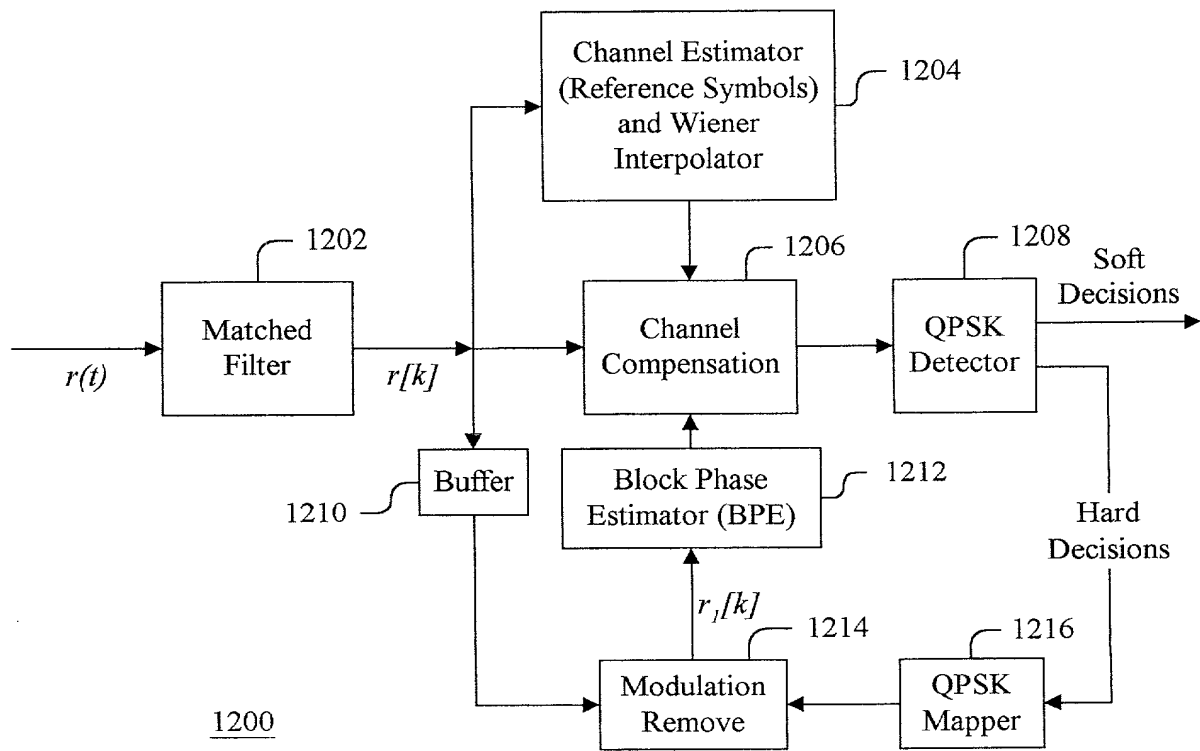 Channel Estimator
(Reference Symbols)
and Wiener
Interpolator
1204
1202
1206
1208
Soft
Decisions
Matched
Filter
Channel
Compensation
QPSK
Detector
r(t)
r[k]
Buffer
1210
Block Phase
Estimator (BPE)
1212
Hard
Decisions
r₁[k]
1214
1216
Modulation
Remove
QPSK
Mapper
1200